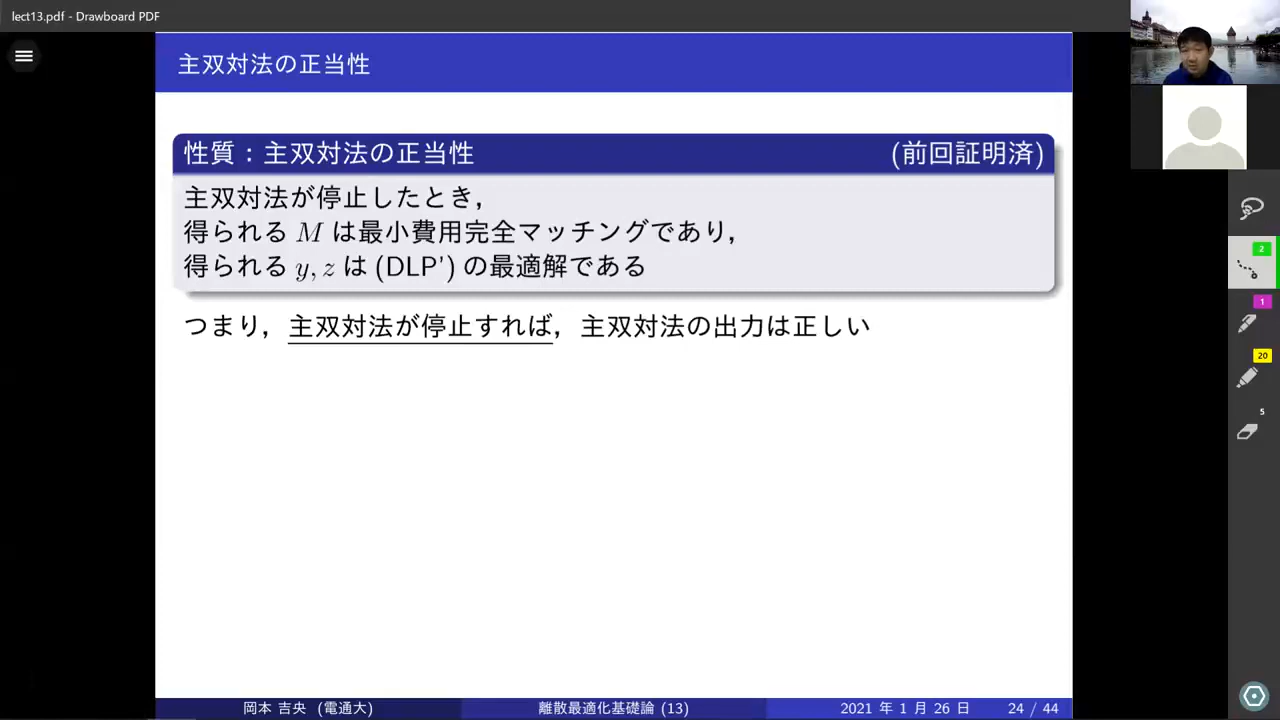 lect13.pdf - Drawboard PDF
主双対法の正当性
性質：主双対法の正当性 (前回証明済)
主双対法が停止したとき，
得られる M は最小費用完全マッチングであり，
得られる y, z は (DLP') の最適解である
つまり，主双対法が停止すれば，主双対法の出力は正しい
2
1
20
5
岡本 吉央 (電通大) 離散最適化基礎論 (13) 2021 年 1 月 26 日 24 / 44